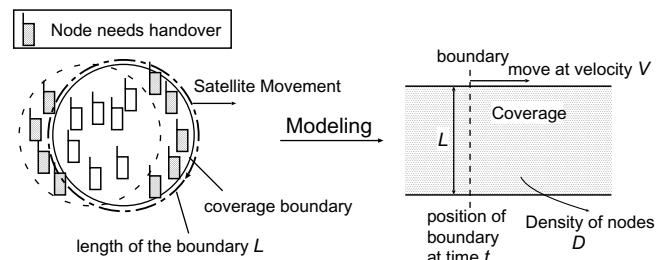 Node needs handover
Satellite Movement
Modeling
coverage boundary
length of the boundary L
boundary
move at velocity V
Coverage
L
position of
boundary
at time t
Density of nodes
D